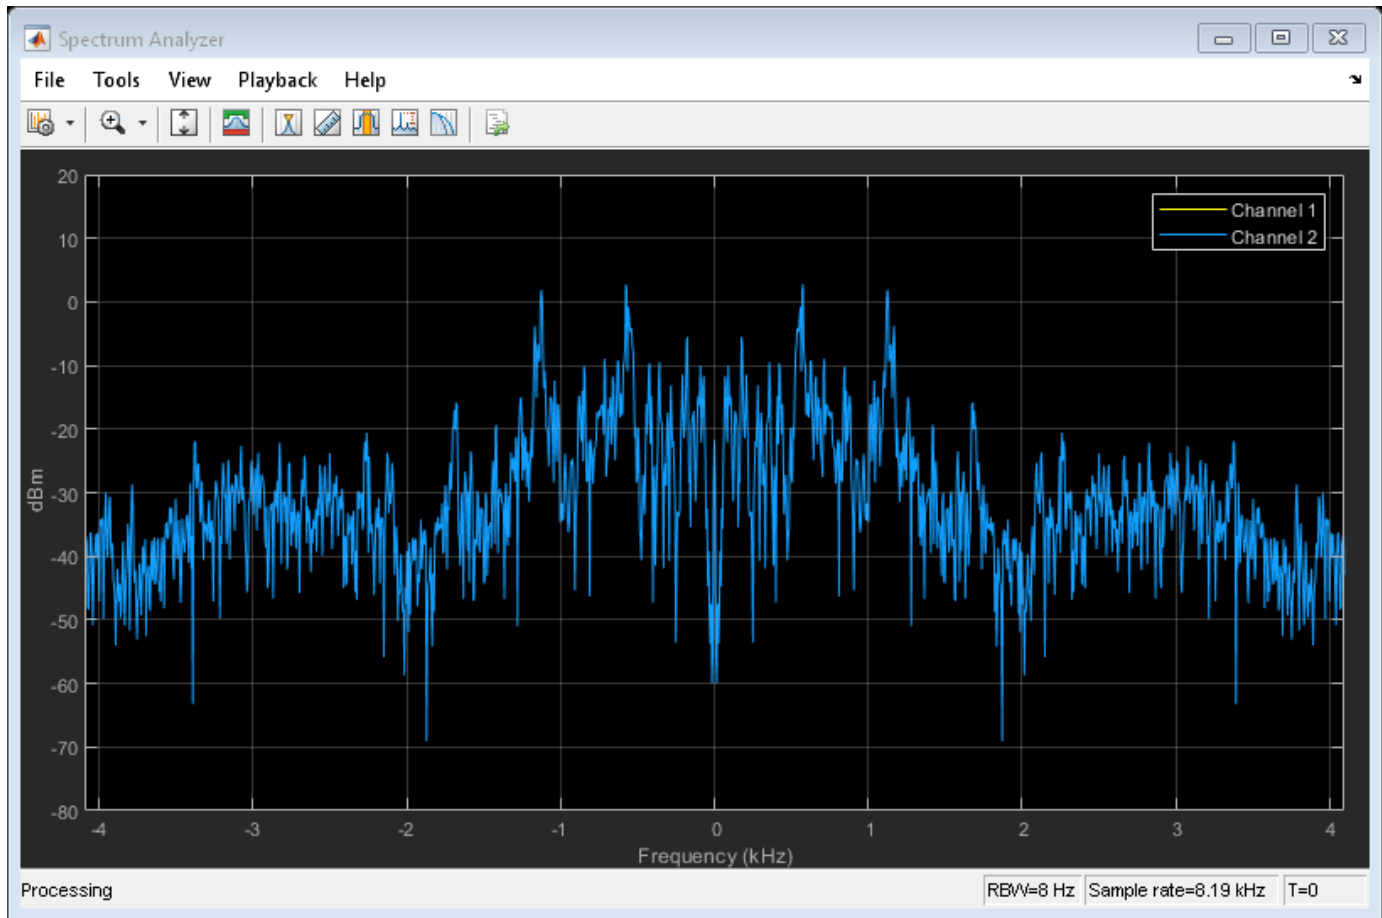 Spectrum Analyzer
File Tools View Playback Help
20
10
0
-10
-20
-30
-40
-50
-60
-70
-80
dBm
Channel 1
Channel 2
-4 -3 -2 -1 0 1 2 3 4
Frequency (kHz)
Processing RBW=8 Hz Sample rate=8.19 kHz T=0